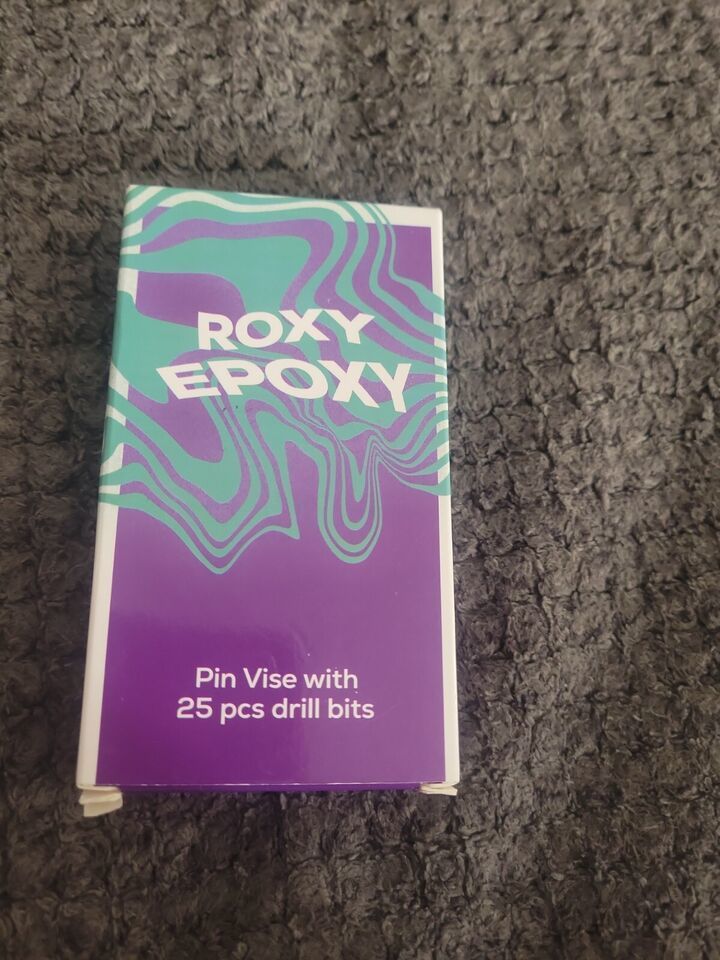 ROXY
EPOXY
Pin Vise with
25 pcs drill bits